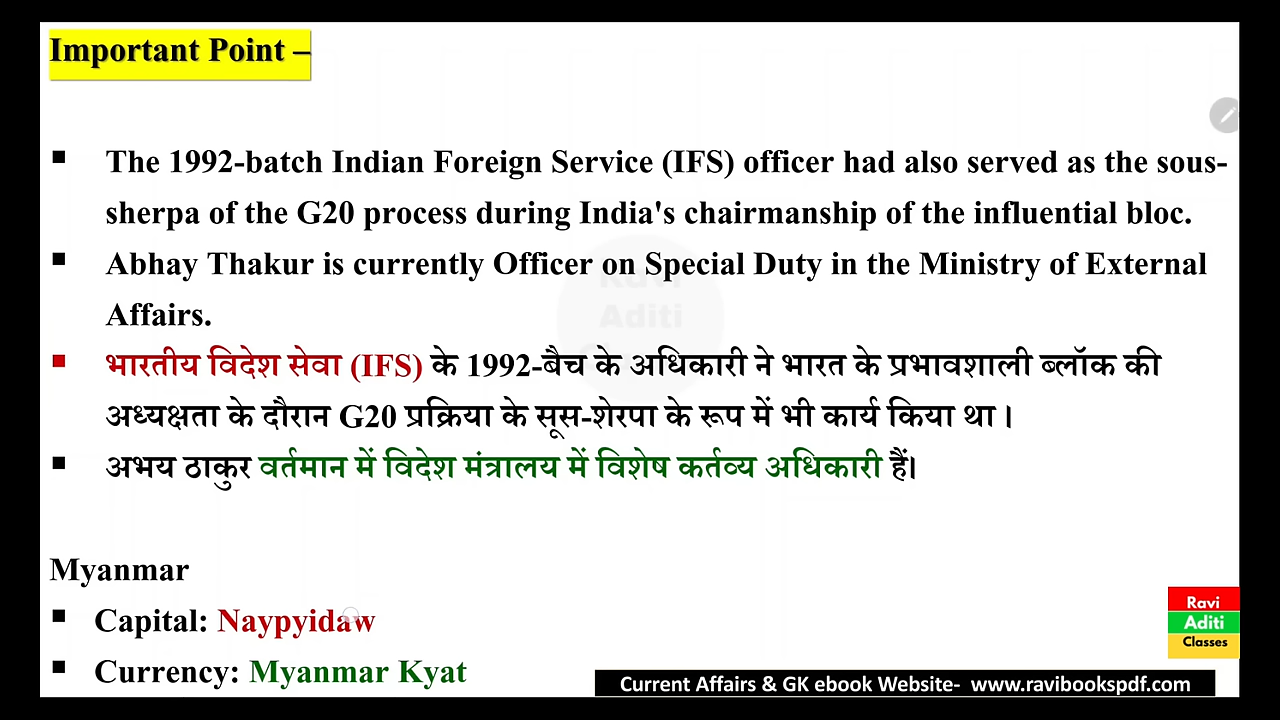 Important Point –
▪ The 1992-batch Indian Foreign Service (IFS) officer had also served as the sous-
sherpa of the G20 process during India's chairmanship of the influential bloc.
▪ Abhay Thakur is currently Officer on Special Duty in the Ministry of External
Affairs.
▪ भारतीय विदेश सेवा (IFS) के 1992-बैच के अधिकारी ने भारत के प्रभावशाली ब्लॉक की
अध्यक्षता के दौरान G20 प्रक्रिया के सूस-शेरपा के रूप में भी कार्य किया था।
▪ अभय ठाकुर वर्तमान में विदेश मंत्रालय में विशेष कर्तव्य अधिकारी हैं।
Myanmar
▪ Capital: Naypyidaw
▪ Currency: Myanmar Kyat
Ravi
Aditi
Classes
Current Affairs & GK ebook Website- www.ravibookspdf.com
Ravi
Aditi